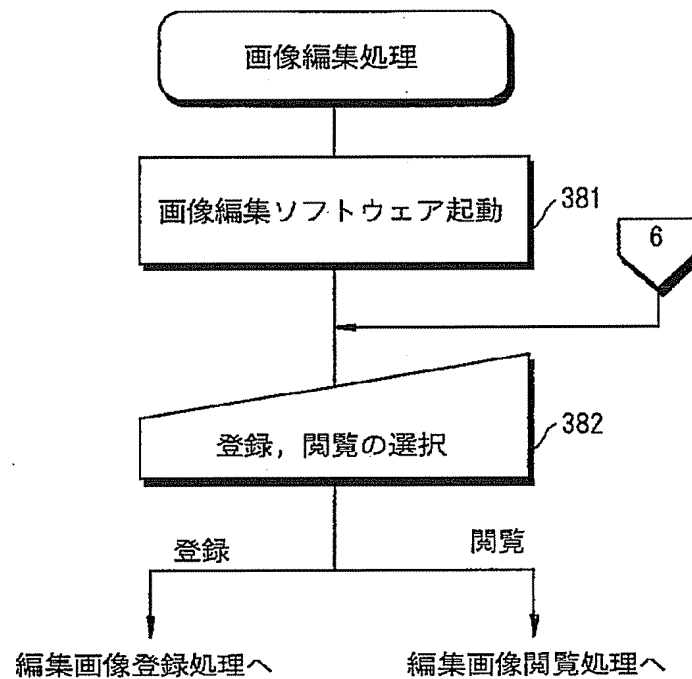 画像編集処理
画像編集ソフトウェア起動
381
6
登録，閲覧の選択
382
登録
閲覧
編集画像登録処理へ
編集画像閲覧処理へ